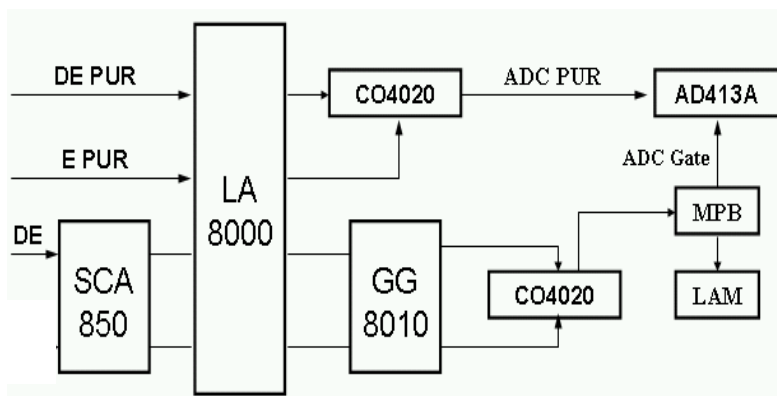 DE PUR
E PUR
DE
SCA
850
LA
8000
CO4020
ADC PUR
AD413A
ADC Gate
MPB
LAM
GG
8010
CO4020